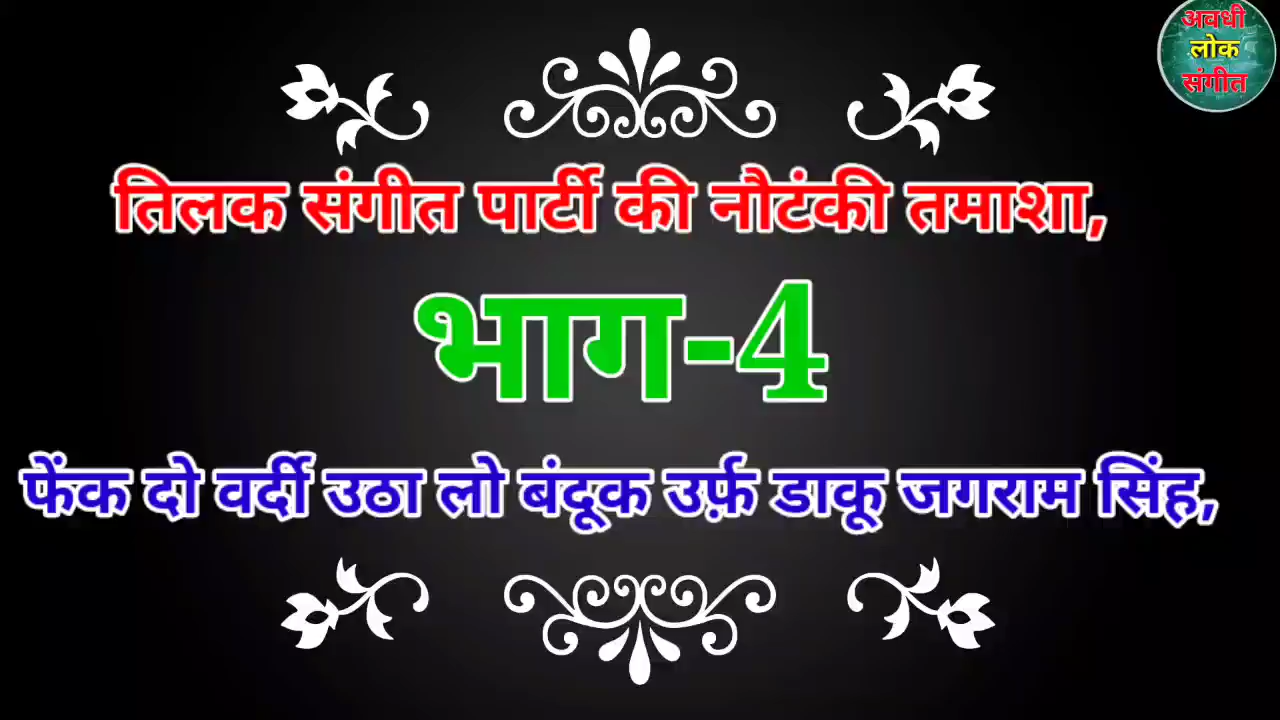 अवधी
लोक
संगीत
तिलक संगीत पार्टी की नौटंकी तमाशा,
भाग-4
फेंक दो वर्दी उठा लो बंदूक उर्फ़ डाकू जगराम सिंह,